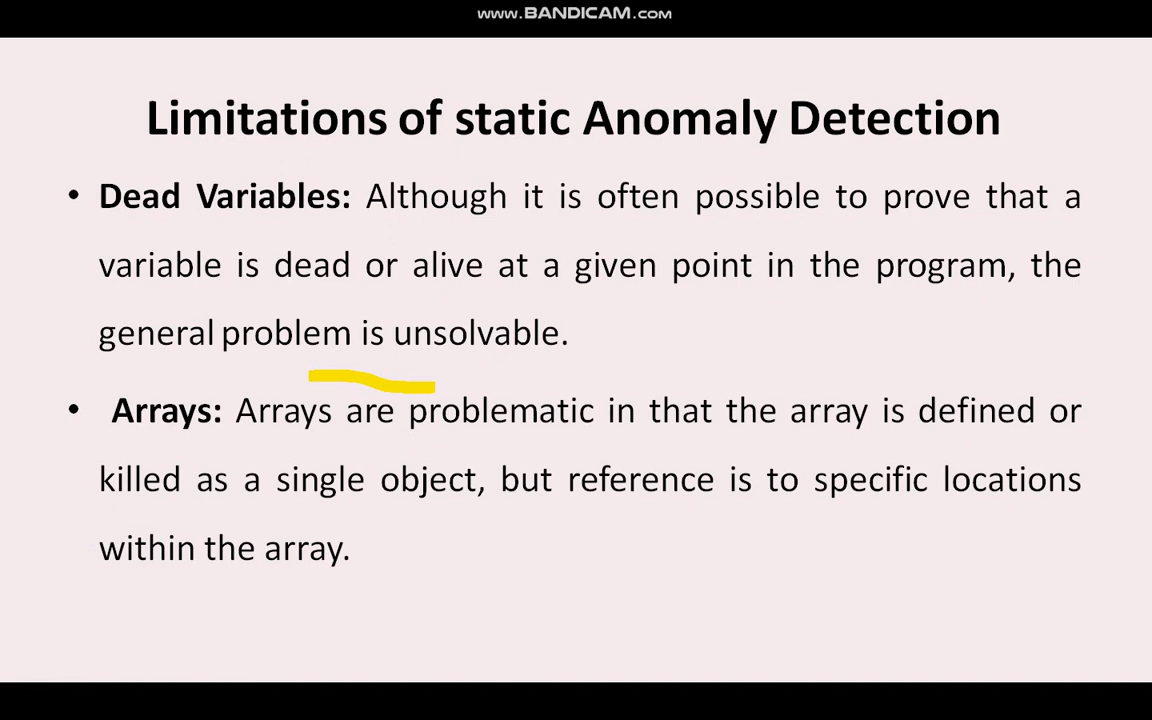 www.BANDICAM.com
Limitations of static Anomaly Detection
• Dead Variables: Although it is often possible to prove that a
variable is dead or alive at a given point in the program, the
general problem is unsolvable.
• Arrays: Arrays are problematic in that the array is defined or
killed as a single object, but reference is to specific locations
within the array.